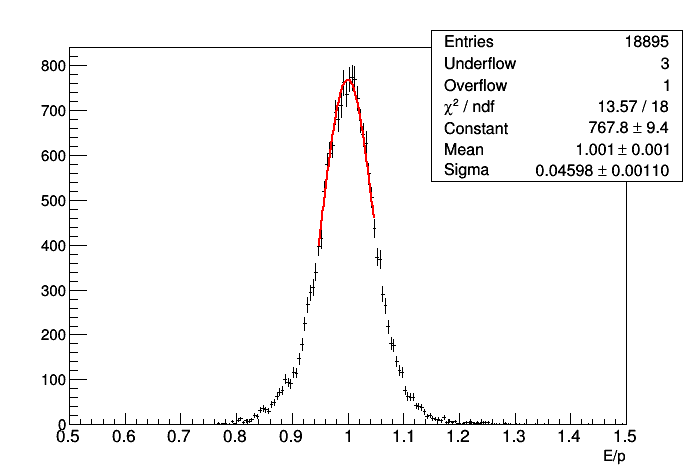 Entries 18895
Underflow 3
Overflow 1
χ² / ndf 13.57 / 18
Constant 767.8 ± 9.4
Mean 1.001 ± 0.001
Sigma 0.04598 ± 0.00110
800
700
600
500
400
300
200
100
0
0.5 0.6 0.7 0.8 0.9 1 1.1 1.2 1.3 1.4 1.5
E/p